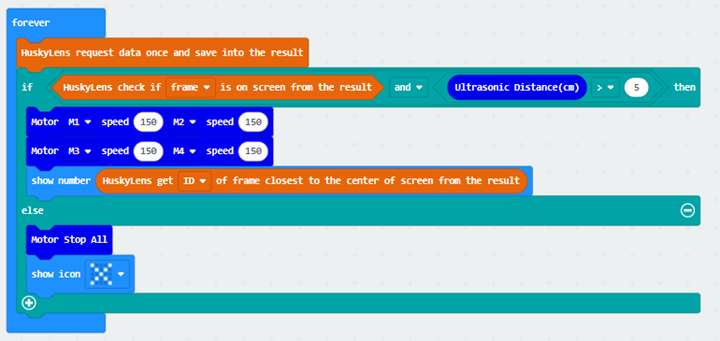 forever
HuskyLens request data once and save into the result
if HuskyLens check if frame is on screen from the result and Ultrasonic Distance(cm) > 5 then
Motor M1 speed 150 M2 speed 150
Motor M3 speed 150 M4 speed 150
show number HuskyLens get ID of frame closest to the center of screen from the result
else
Motor Stop All
show icon